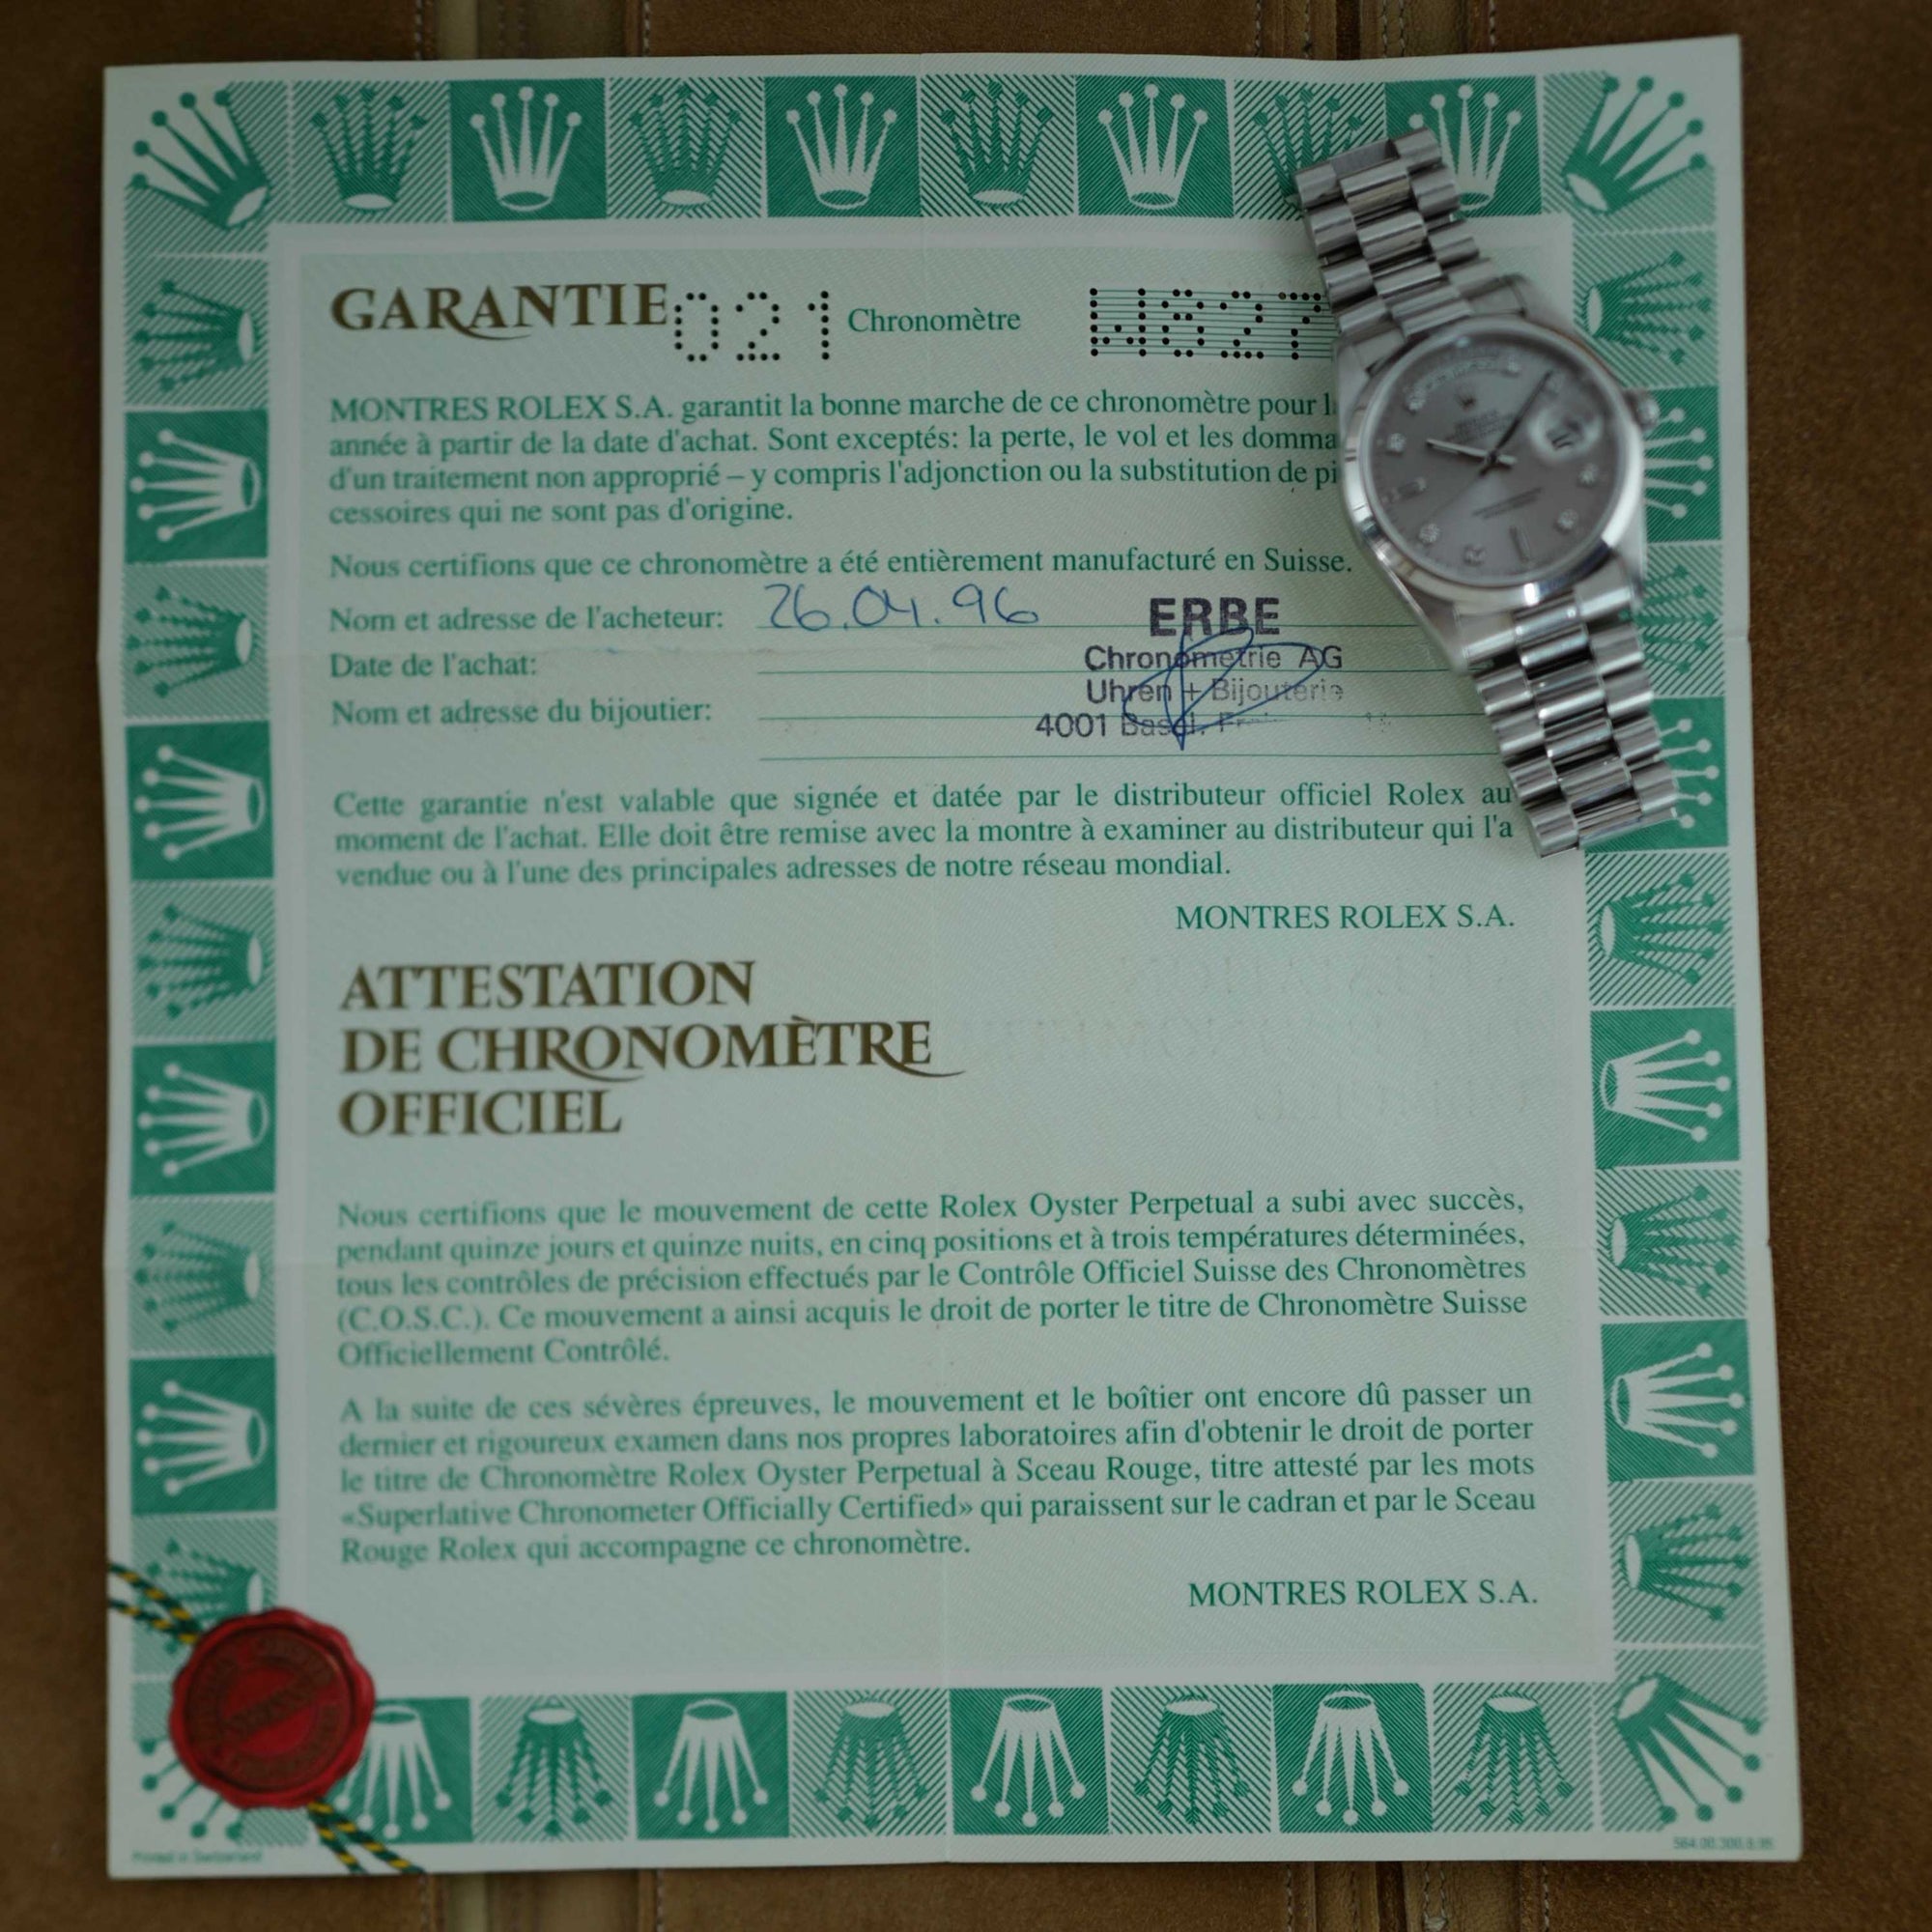 GARANTIE 021 Chronomètre W827
MONTRES ROLEX S.A. garantit la bonne marche de ce chronomètre pour
année à partir de la date d'achat. Sont exceptés: la perte, le vol et les domma
d'un traitement non approprié – y compris l'adjonction ou la substitution de pi
cessoires qui ne sont pas d'origine.
Nous certifions que ce chronomètre a été entièrement manufacturé en Suisse.
Nom et adresse de l'acheteur: 26.04.96
Date de l'achat:
Nom et adresse du bijoutier:
ERBE
Chronometrie AG
Uhren + Bijouterie
4001 Basel,
Cette garantie n'est valable que signée et datée par le distributeur officiel Rolex au
moment de l'achat. Elle doit être remise avec la montre à examiner au distributeur qui l'a
vendue ou à l'une des principales adresses de notre réseau mondial.
MONTRES ROLEX S.A.
ATTESTATION
DE CHRONOMÈTRE
OFFICIEL
Nous certifions que le mouvement de cette Rolex Oyster Perpetual a subi avec succès,
pendant quinze jours et quinze nuits, en cinq positions et à trois températures déterminées,
tous les contrôles de précision effectués par le Contrôle Officiel Suisse des Chronomètres
(C.O.S.C.). Ce mouvement a ainsi acquis le droit de porter le titre de Chronomètre Suisse
Officiellement Contrôlé.
A la suite de ces sévères épreuves, le mouvement et le boîtier ont encore dû passer un
dernier et rigoureux examen dans nos propres laboratoires afin d'obtenir le droit de porter
le titre de Chronomètre Rolex Oyster Perpetual à Sceau Rouge, titre attesté par les mots
«Superlative Chronometer Officially Certified» qui paraissent sur le cadran et par le Sceau
Rouge Rolex qui accompagne ce chronomètre.
MONTRES ROLEX S.A.
Printed in Switzerland